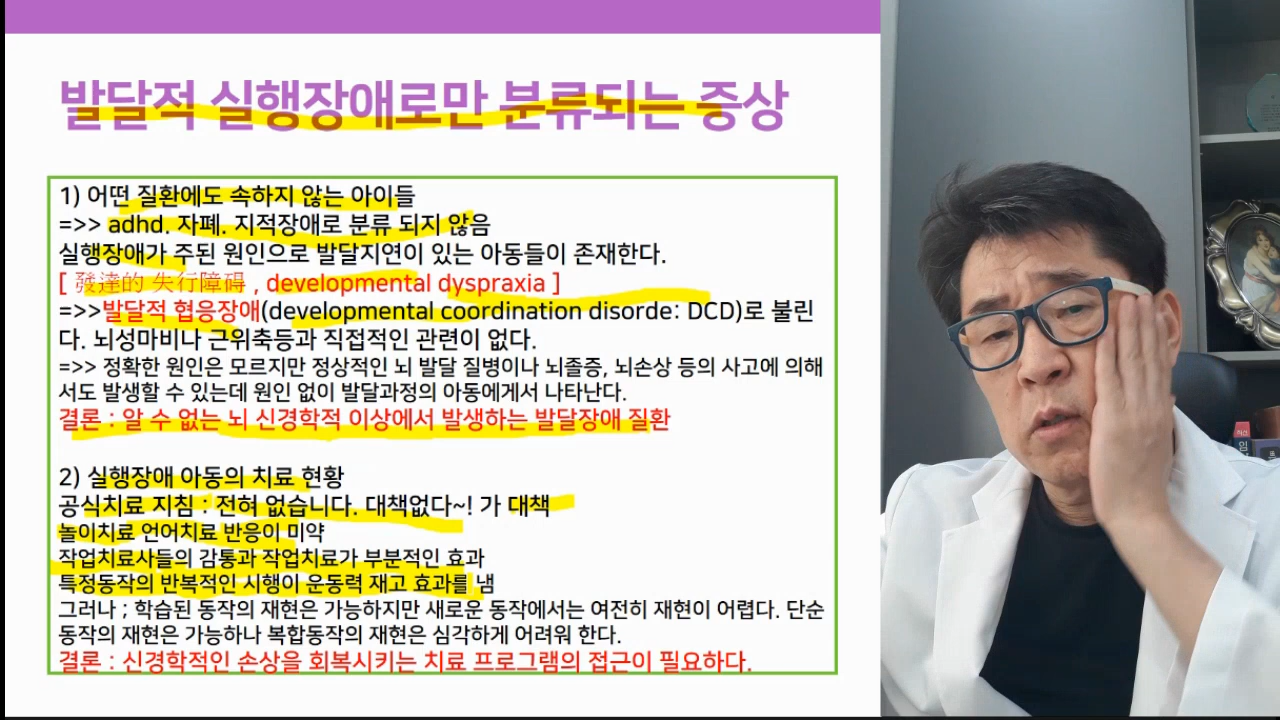 발달적 실행장애로만 분류되는 증상
1) 어떤 질환에도 속하지 않는 아이들
=>> adhd. 자폐. 지적장애로 분류 되지 않음
실행장애가 주된 원인으로 발달지연이 있는 아동들이 존재한다.
[ 發達的 失行障碍 , developmental dyspraxia ]
=>>발달적 협응장애(developmental coordination disorde: DCD)로 불린
다. 뇌성마비나 근위축등과 직접적인 관련이 없다.
=>> 정확한 원인은 모르지만 정상적인 뇌 발달 질병이나 뇌졸증, 뇌손상 등의 사고에 의해
서도 발생할 수 있는데 원인 없이 발달과정의 아동에게서 나타난다.
결론 : 알 수 없는 뇌 신경학적 이상에서 발생하는 발달장애 질환
2) 실행장애 아동의 치료 현황
공식치료 지침 : 전혀 없습니다. 대책없다~! 가 대책
놀이치료 언어치료 반응이 미약
작업치료사들의 감통과 작업치료가 부분적인 효과
특정동작의 반복적인 시행이 운동력 재고 효과를 냄
그러나 ; 학습된 동작의 재현은 가능하지만 새로운 동작에서는 여전히 재현이 어렵다. 단순
동작의 재현은 가능하나 복합동작의 재현은 심각하게 어려워 한다.
결론 : 신경학적인 손상을 회복시키는 치료 프로그램의 접근이 필요하다.